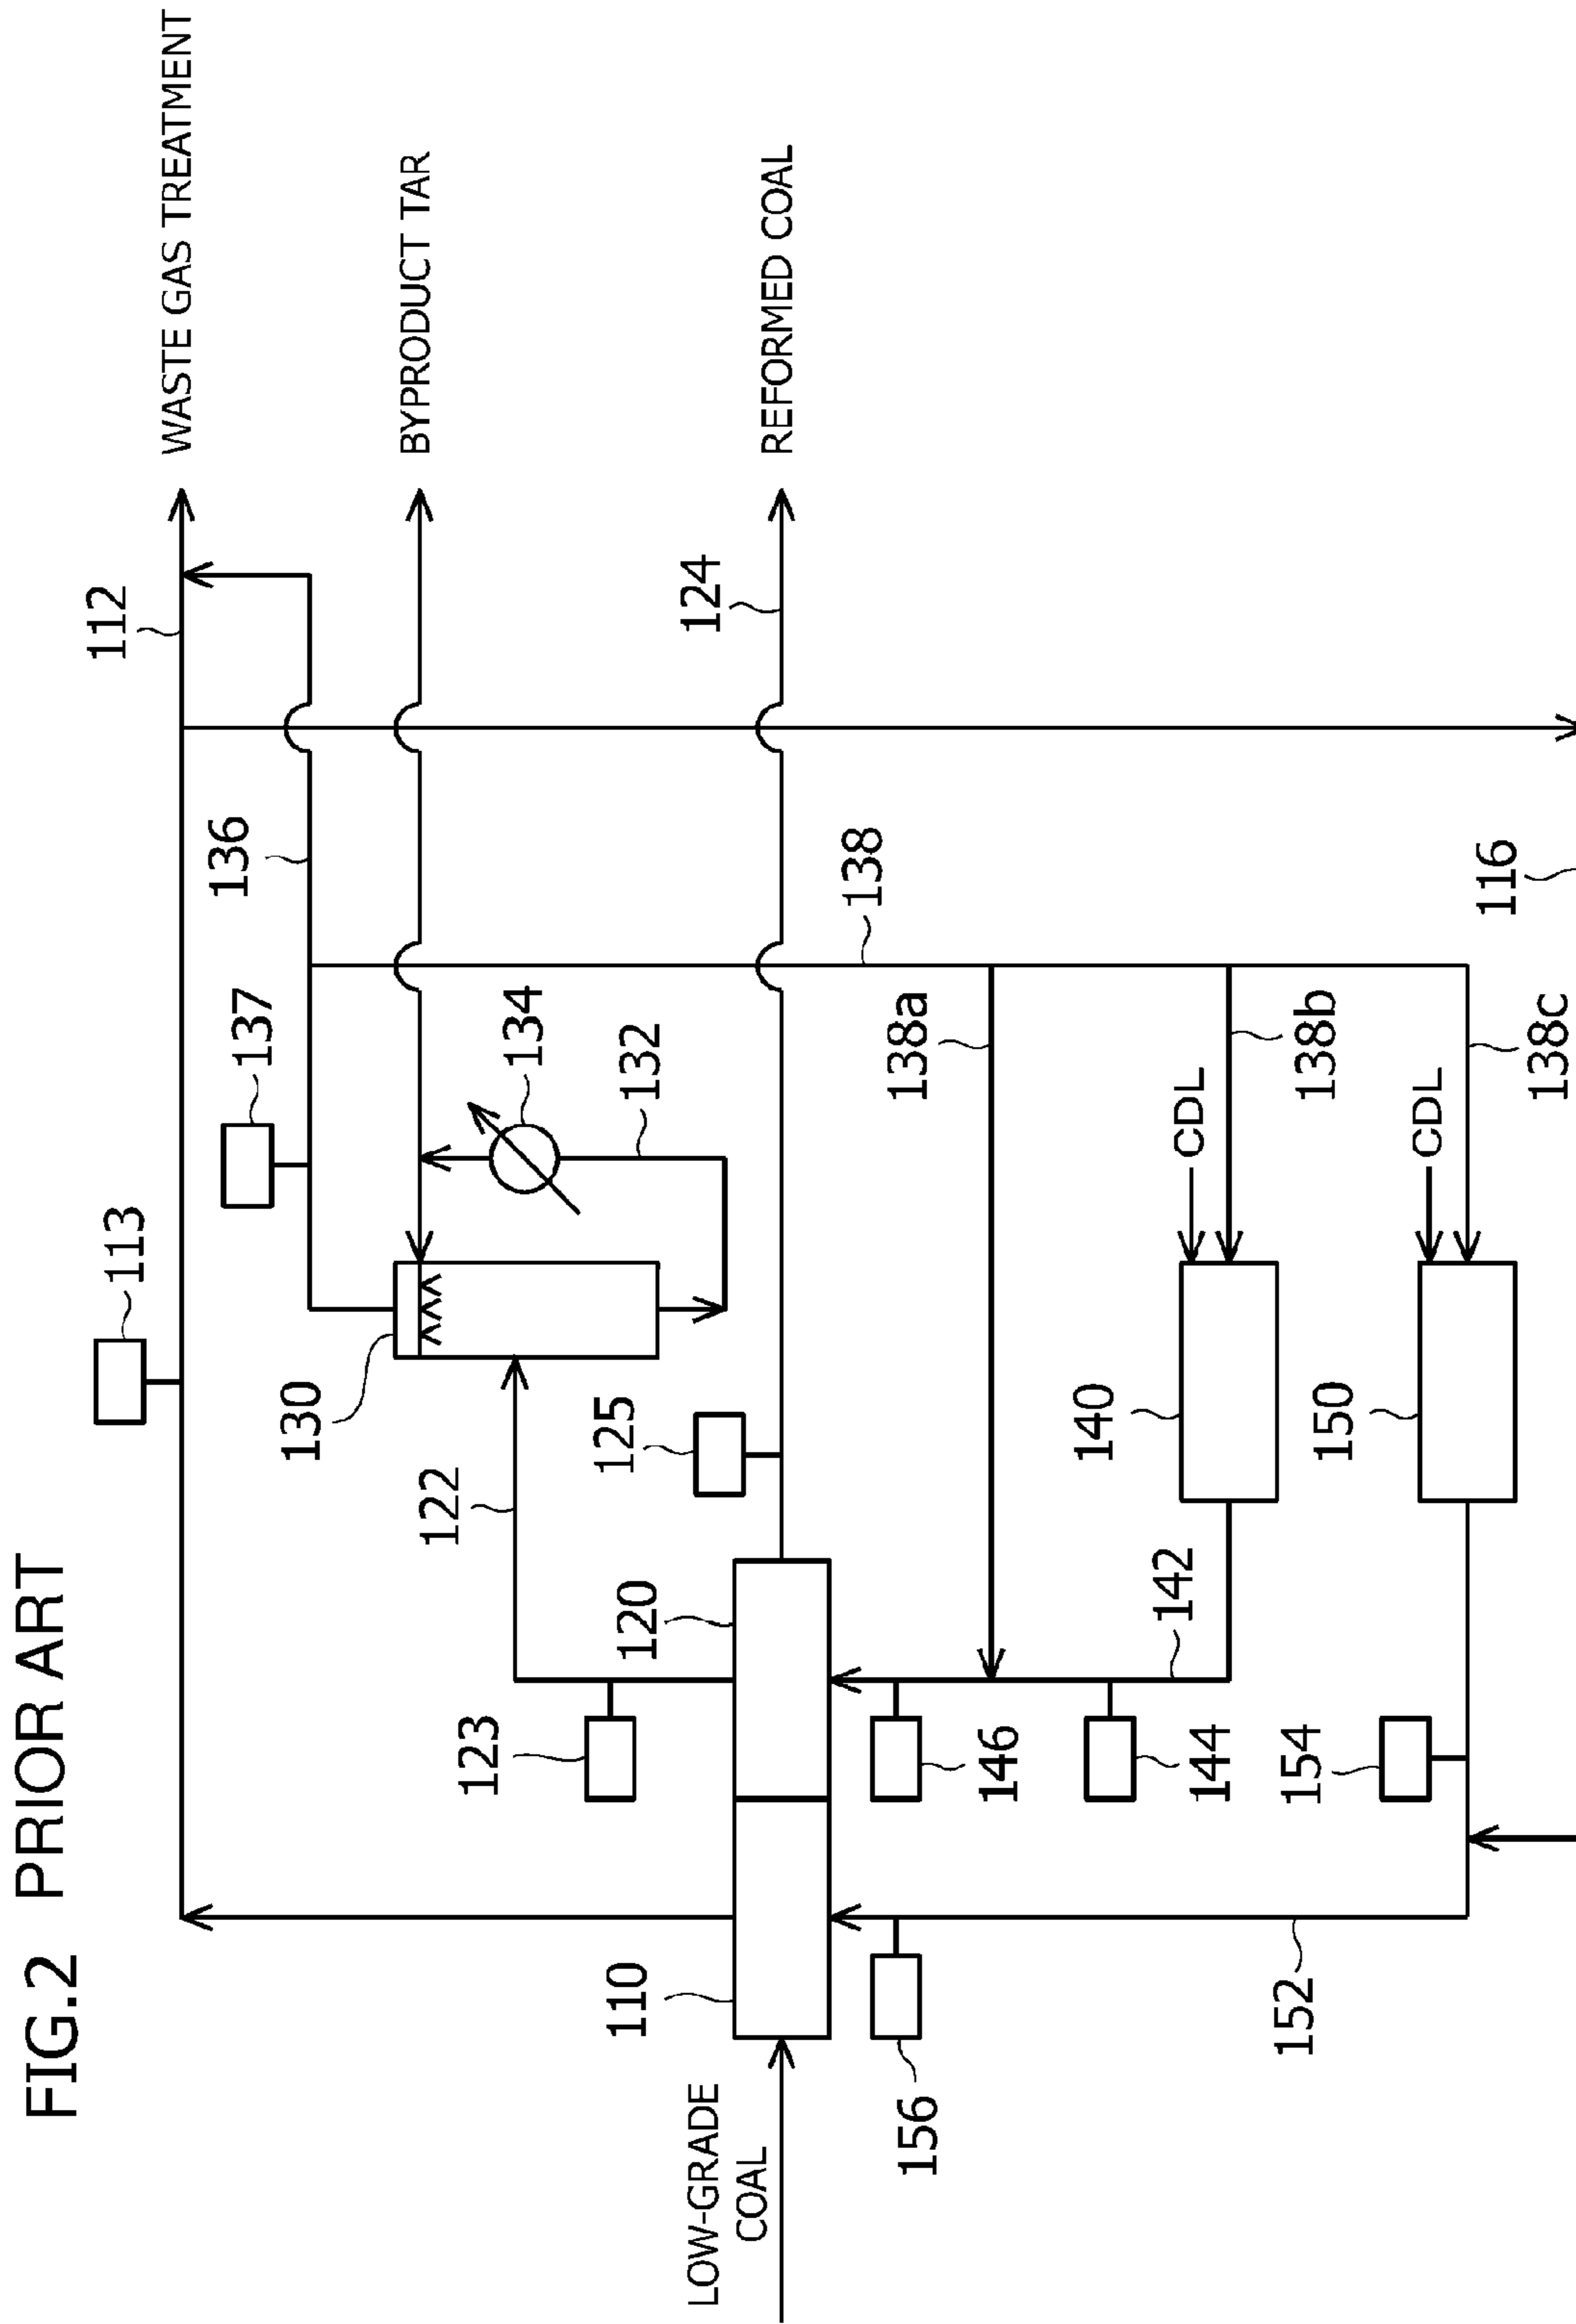 FIG.2 PRIOR ART
113
112
WASTE GAS TREATMENT
137
136
130
BYPRODUCT TAR
122
134
123
125
132
110
120
124
LOW-GRADE
COAL
REFORMED COAL
138
156
146
138a
142
140
CDL
144
138b
152
154
150
CDL
116
138c